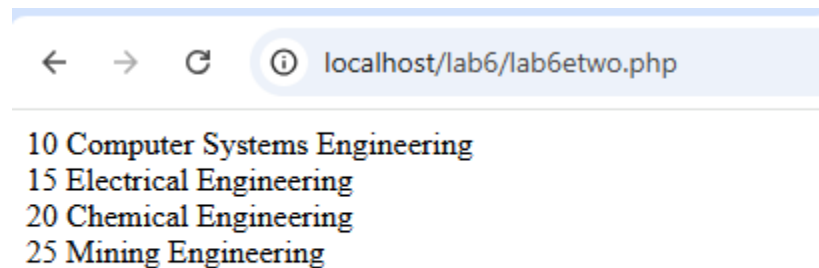 localhost/lab6/lab6etwo.php
10 Computer Systems Engineering
15 Electrical Engineering
20 Chemical Engineering
25 Mining Engineering